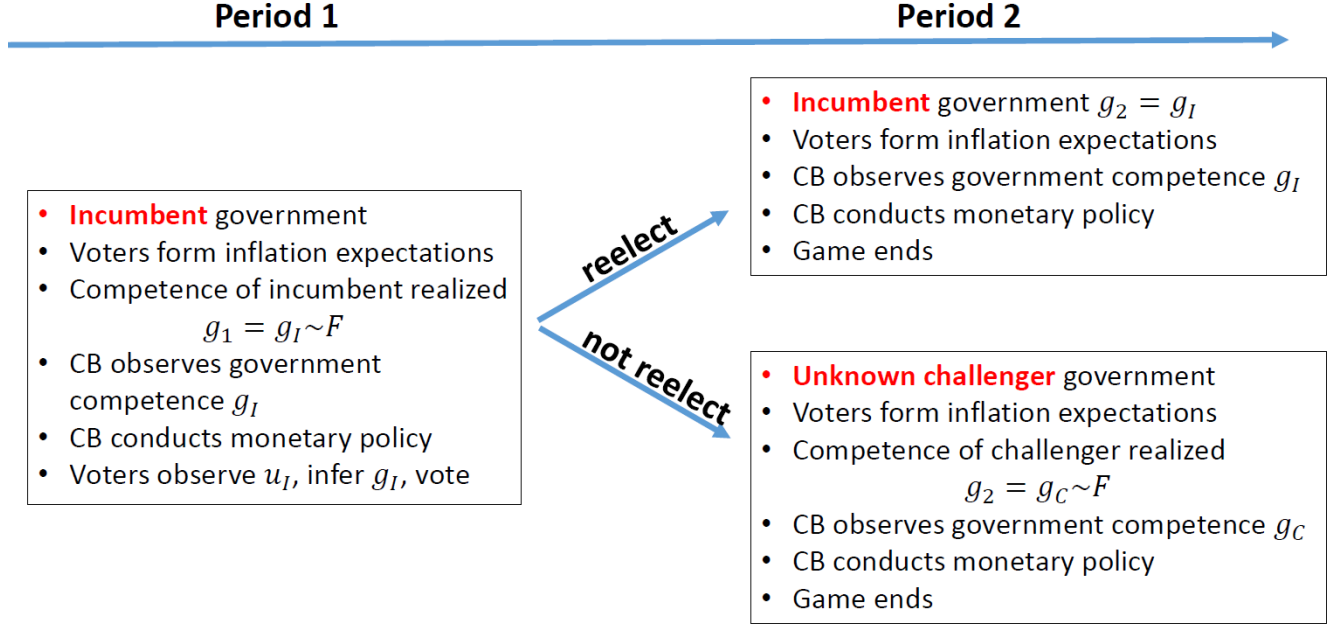 Period 1
Period 2
• Incumbent government
• Voters form inflation expectations
• Competence of incumbent realized
g₁ = g_I~F
• CB observes government
competence g_I
• CB conducts monetary policy
• Voters observe u_I, infer g_I, vote
reelect
not reelect
• Incumbent government g₂ = g_I
• Voters form inflation expectations
• CB observes government competence g_I
• CB conducts monetary policy
• Game ends
• Unknown challenger government
• Voters form inflation expectations
• Competence of challenger realized
g₂ = g_C~F
• CB observes government competence g_C
• CB conducts monetary policy
• Game ends